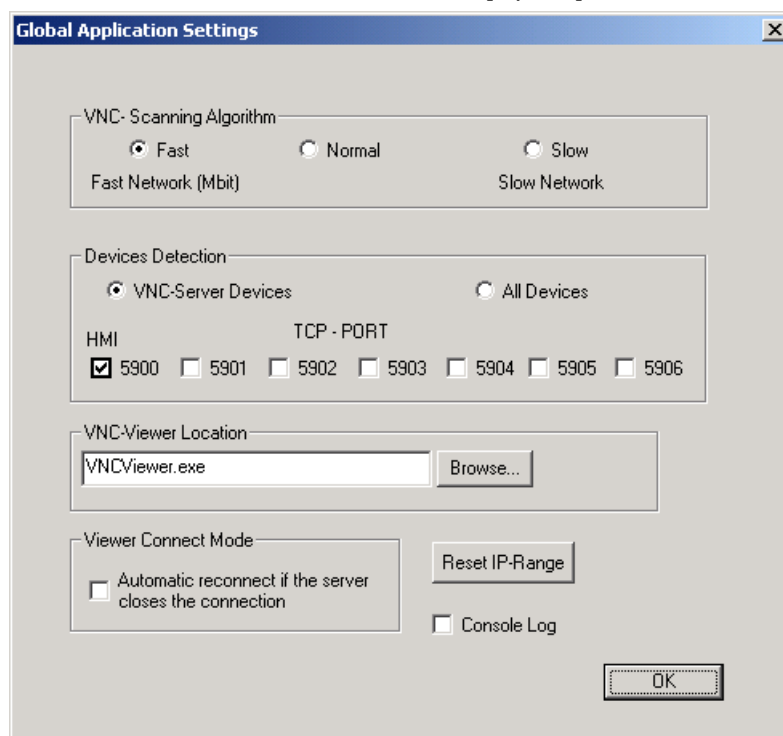 Global Application Settings
VNC- Scanning Algorithm
Fast Normal Slow
Fast Network (Mbit) Slow Network
Devices Detection
VNC-Server Devices All Devices
HMI TCP - PORT
5900 5901 5902 5903 5904 5905 5906
VNC-Viewer Location
VNCViewer.exe Browse...
Viewer Connect Mode
Automatic reconnect if the server
closes the connection
Reset IP-Range
Console Log
OK